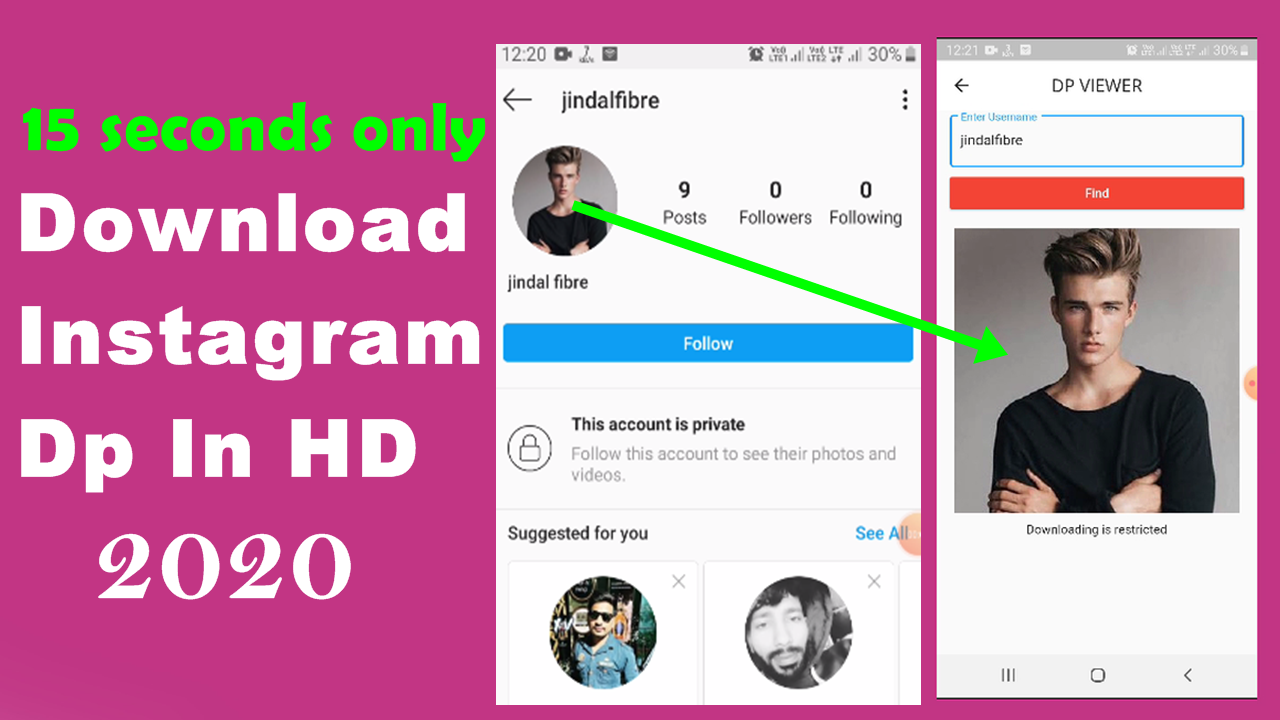 15 seconds only
Download
Instagram
Dp In HD
2020
12:20
30%
jindalfibre
9
0
0
Posts
Followers
Following
jindal fibre
Follow
This account is private
Follow this account to see their photos and
videos.
Suggested for you
See All
12:21
30%
DP VIEWER
Enter Username
jindalfibre
Find
Downloading is restricted